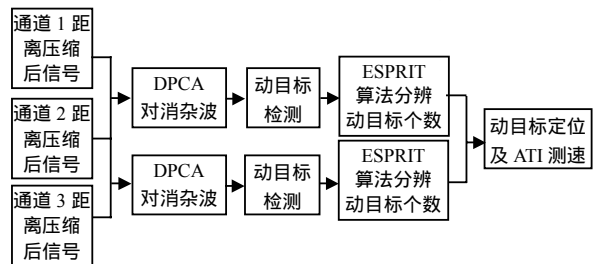 通道 1 距
离压缩
后信号
通道 2 距
离压缩
后信号
通道 3 距
离压缩
后信号
DPCA
对消杂波
动目标
检测
ESPRIT
算法分辨
动目标个数
DPCA
对消杂波
动目标
检测
ESPRIT
算法分辨
动目标个数
动目标定位
及 ATI 测速